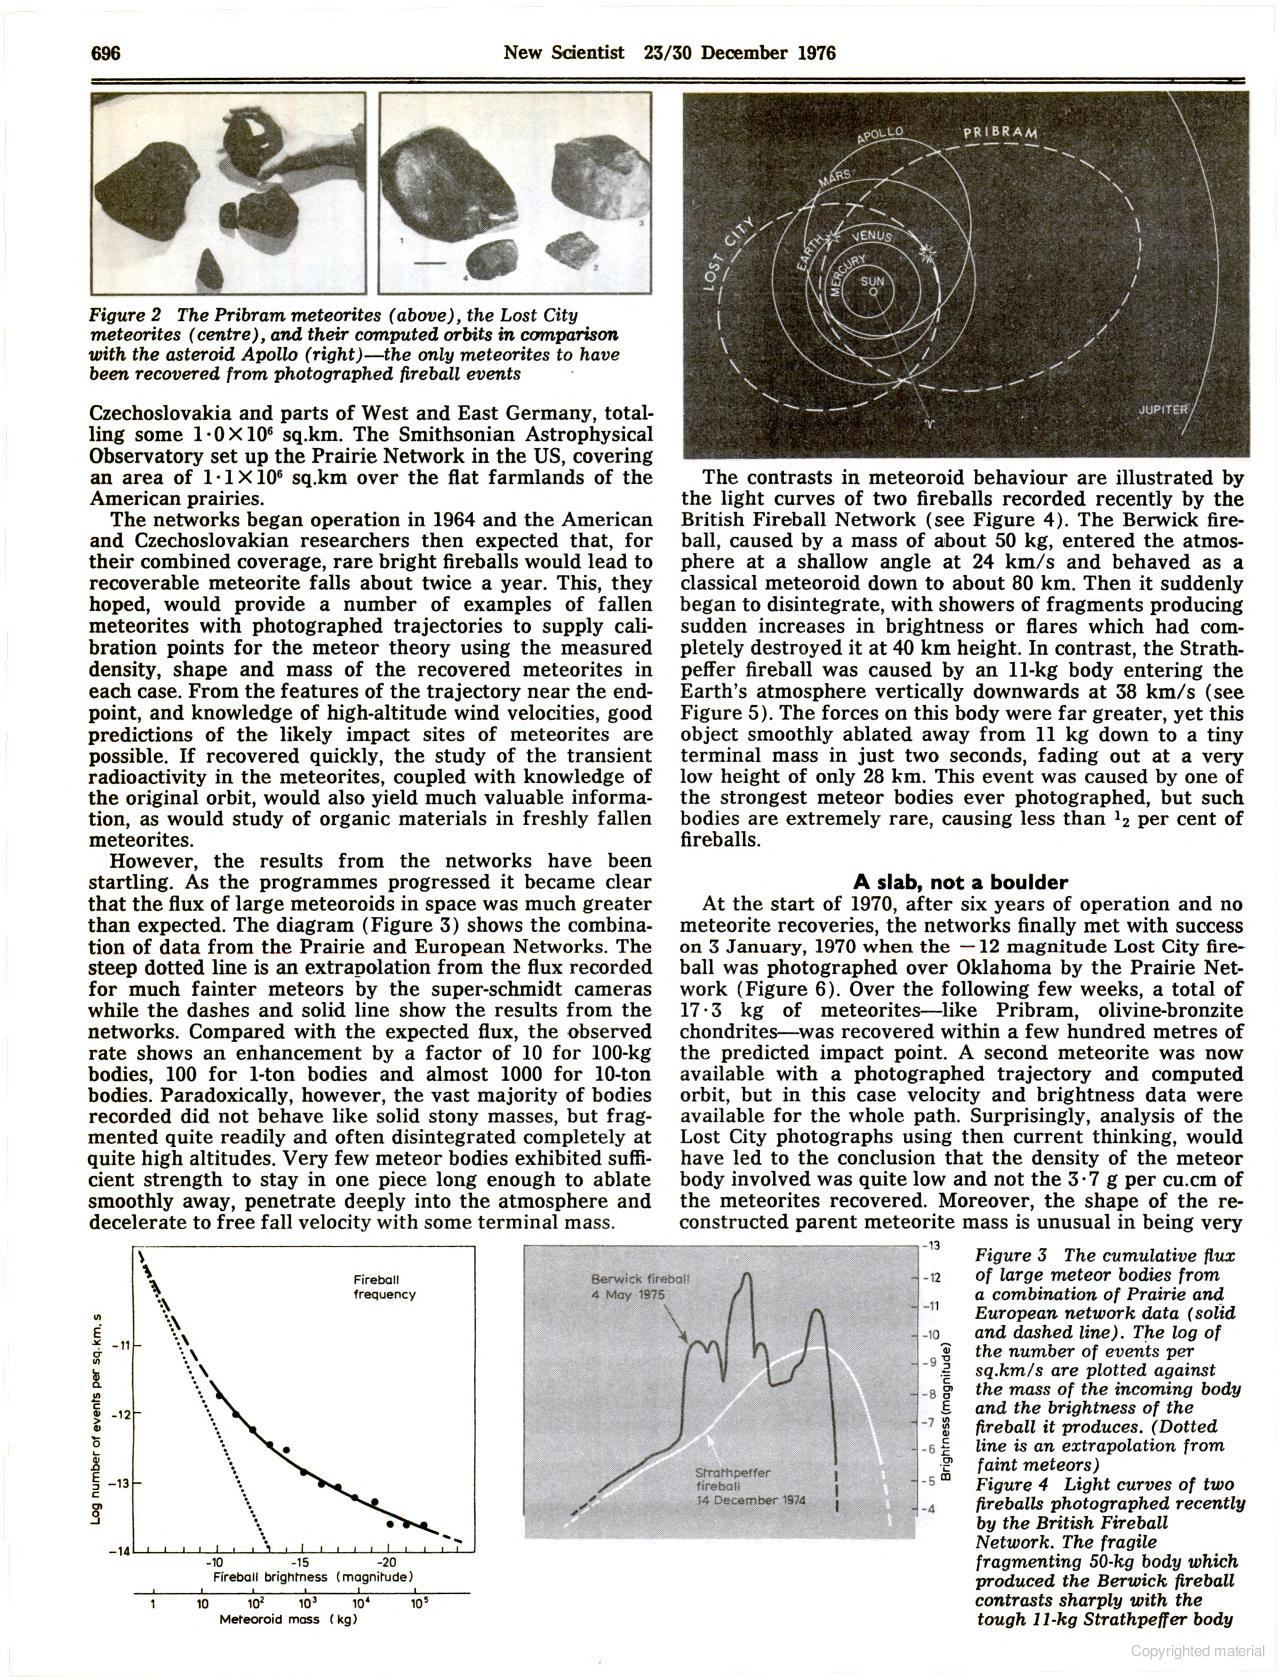 696
New Scientist 23/30 December 1976
1
3
4
2
Figure 2 The Pribram meteorites (above), the Lost City
meteorites (centre), and their computed orbits in comparison
with the asteroid Apollo (right)—the only meteorites to have
been recovered from photographed fireball events
APOLLO
PRIBRAM
MARS
LOST CITY
EARTH
VENUS
MERCURY
SUN
JUPITER
♈
Czechoslovakia and parts of West and East Germany, total-
ling some 1·0×10⁶ sq.km. The Smithsonian Astrophysical
Observatory set up the Prairie Network in the US, covering
an area of 1·1×10⁶ sq.km over the flat farmlands of the
American prairies.
The networks began operation in 1964 and the American
and Czechoslovakian researchers then expected that, for
their combined coverage, rare bright fireballs would lead to
recoverable meteorite falls about twice a year. This, they
hoped, would provide a number of examples of fallen
meteorites with photographed trajectories to supply cali-
bration points for the meteor theory using the measured
density, shape and mass of the recovered meteorites in
each case. From the features of the trajectory near the end-
point, and knowledge of high-altitude wind velocities, good
predictions of the likely impact sites of meteorites are
possible. If recovered quickly, the study of the transient
radioactivity in the meteorites, coupled with knowledge of
the original orbit, would also yield much valuable informa-
tion, as would study of organic materials in freshly fallen
meteorites.
However, the results from the networks have been
startling. As the programmes progressed it became clear
that the flux of large meteoroids in space was much greater
than expected. The diagram (Figure 3) shows the combina-
tion of data from the Prairie and European Networks. The
steep dotted line is an extrapolation from the flux recorded
for much fainter meteors by the super-schmidt cameras
while the dashes and solid line show the results from the
networks. Compared with the expected flux, the observed
rate shows an enhancement by a factor of 10 for 100-kg
bodies, 100 for 1-ton bodies and almost 1000 for 10-ton
bodies. Paradoxically, however, the vast majority of bodies
recorded did not behave like solid stony masses, but frag-
mented quite readily and often disintegrated completely at
quite high altitudes. Very few meteor bodies exhibited suffi-
cient strength to stay in one piece long enough to ablate
smoothly away, penetrate deeply into the atmosphere and
decelerate to free fall velocity with some terminal mass.
The contrasts in meteoroid behaviour are illustrated by
the light curves of two fireballs recorded recently by the
British Fireball Network (see Figure 4). The Berwick fire-
ball, caused by a mass of about 50 kg, entered the atmos-
phere at a shallow angle at 24 km/s and behaved as a
classical meteoroid down to about 80 km. Then it suddenly
began to disintegrate, with showers of fragments producing
sudden increases in brightness or flares which had com-
pletely destroyed it at 40 km height. In contrast, the Strath-
peffer fireball was caused by an 11-kg body entering the
Earth's atmosphere vertically downwards at 38 km/s (see
Figure 5). The forces on this body were far greater, yet this
object smoothly ablated away from 11 kg down to a tiny
terminal mass in just two seconds, fading out at a very
low height of only 28 km. This event was caused by one of
the strongest meteor bodies ever photographed, but such
bodies are extremely rare, causing less than ¹₂ per cent of
fireballs.
A slab, not a boulder
At the start of 1970, after six years of operation and no
meteorite recoveries, the networks finally met with success
on 3 January, 1970 when the −12 magnitude Lost City fire-
ball was photographed over Oklahoma by the Prairie Net-
work (Figure 6). Over the following few weeks, a total of
17·3 kg of meteorites—like Pribram, olivine-bronzite
chondrites—was recovered within a few hundred metres of
the predicted impact point. A second meteorite was now
available with a photographed trajectory and computed
orbit, but in this case velocity and brightness data were
available for the whole path. Surprisingly, analysis of the
Lost City photographs using then current thinking, would
have led to the conclusion that the density of the meteor
body involved was quite low and not the 3·7 g per cu.cm of
the meteorites recovered. Moreover, the shape of the re-
constructed parent meteorite mass is unusual in being very
Fireball
frequency
Log number of events per sq. km. s
-11
-12
-13
-14
-10 -15 -20
Fireball brightness (magnitude)
1 10 10² 10³ 10⁴ 10⁵
Meteoroid mass (kg)
Berwick fireball
4 May 1975
Strathpeffer
fireball
14 December 1974
-13
-12
-11
-10
-9
-8
-7
-6
-5
-4
Brightness (magnitude)
Figure 3 The cumulative flux
of large meteor bodies from
a combination of Prairie and
European network data (solid
and dashed line). The log of
the number of events per
sq.km/s are plotted against
the mass of the incoming body
and the brightness of the
fireball it produces. (Dotted
line is an extrapolation from
faint meteors)
Figure 4 Light curves of two
fireballs photographed recently
by the British Fireball
Network. The fragile
fragmenting 50-kg body which
produced the Berwick fireball
contrasts sharply with the
tough 11-kg Strathpeffer body
Copyrighted material